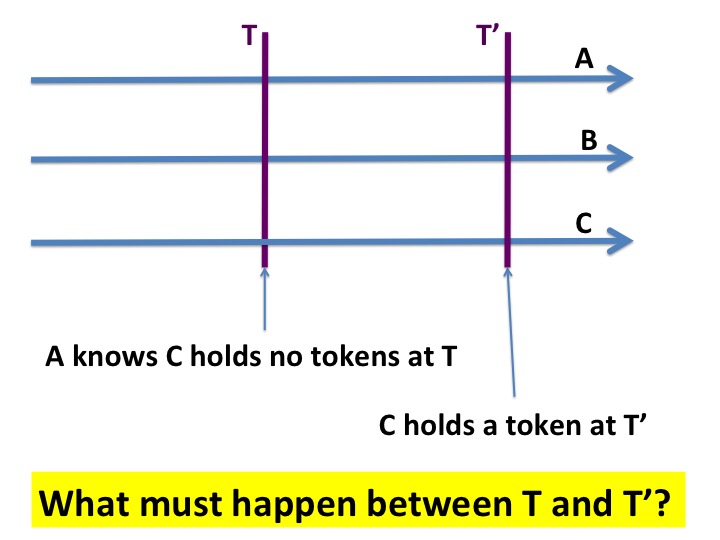 T
T’
A
B
C
A knows C holds no tokens at T
C holds a token at T’
What must happen between T and T’?